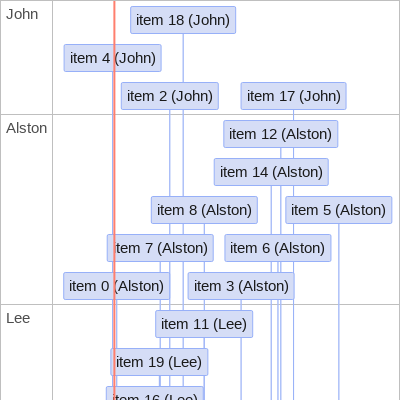 John
item 18 (John)
item 4 (John)
item 2 (John)
item 17 (John)
Alston
item 12 (Alston)
item 14 (Alston)
item 8 (Alston)
item 5 (Alston)
item 7 (Alston)
item 6 (Alston)
item 0 (Alston)
item 3 (Alston)
Lee
item 11 (Lee)
item 19 (Lee)
item 16 (Lee)